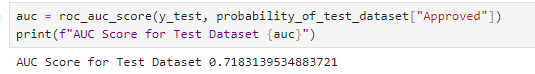 auc = roc_auc_score(y_test, probability_of_test_dataset["Approved"])
print(f"AUC Score for Test Dataset {auc}")
AUC Score for Test Dataset 0.7183139534883721